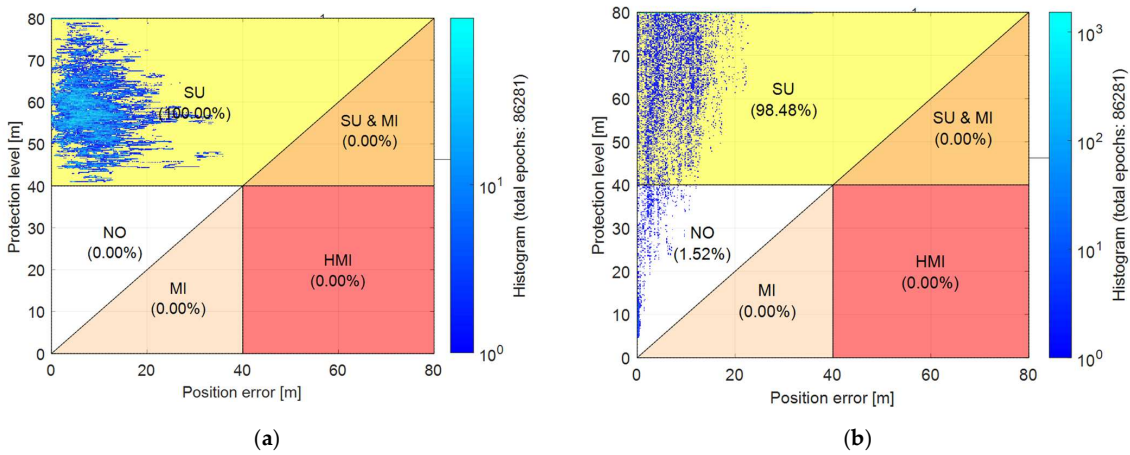 80
70
60
50
40
30
20
10
0
Protection level [m]
SU
(100.00%)
SU & MI
(0.00%)
NO
(0.00%)
MI
(0.00%)
HMI
(0.00%)
0 20 40 60 80
Position error [m]
10^1
10^0
Histogram (total epochs: 86281)
(a)
80
70
60
50
40
30
20
10
0
Protection level [m]
SU
(98.48%)
SU & MI
(0.00%)
NO
(1.52%)
MI
(0.00%)
HMI
(0.00%)
0 20 40 60 80
Position error [m]
10^3
10^2
10^1
10^0
Histogram (total epochs: 86281)
(b)